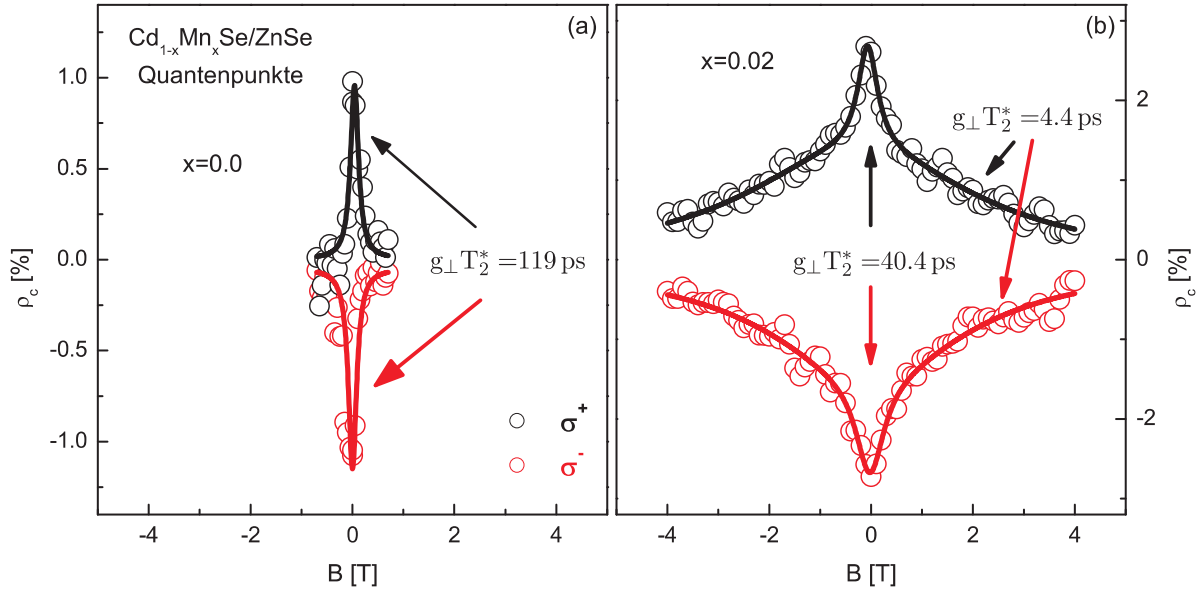 (a)
Cd₁₋ₓMnₓSe/ZnSe
Quantenpunkte
x=0.0
g⊥T₂* =119 ps
σ⁺
σ⁻
1.0
0.5
0.0
-0.5
-1.0
ρc [%]
-4 -2 0 2 4
B [T]
(b)
x=0.02
g⊥T₂* =4.4 ps
g⊥T₂* =40.4 ps
2
0
-2
ρc [%]
-4 -2 0 2 4
B [T]